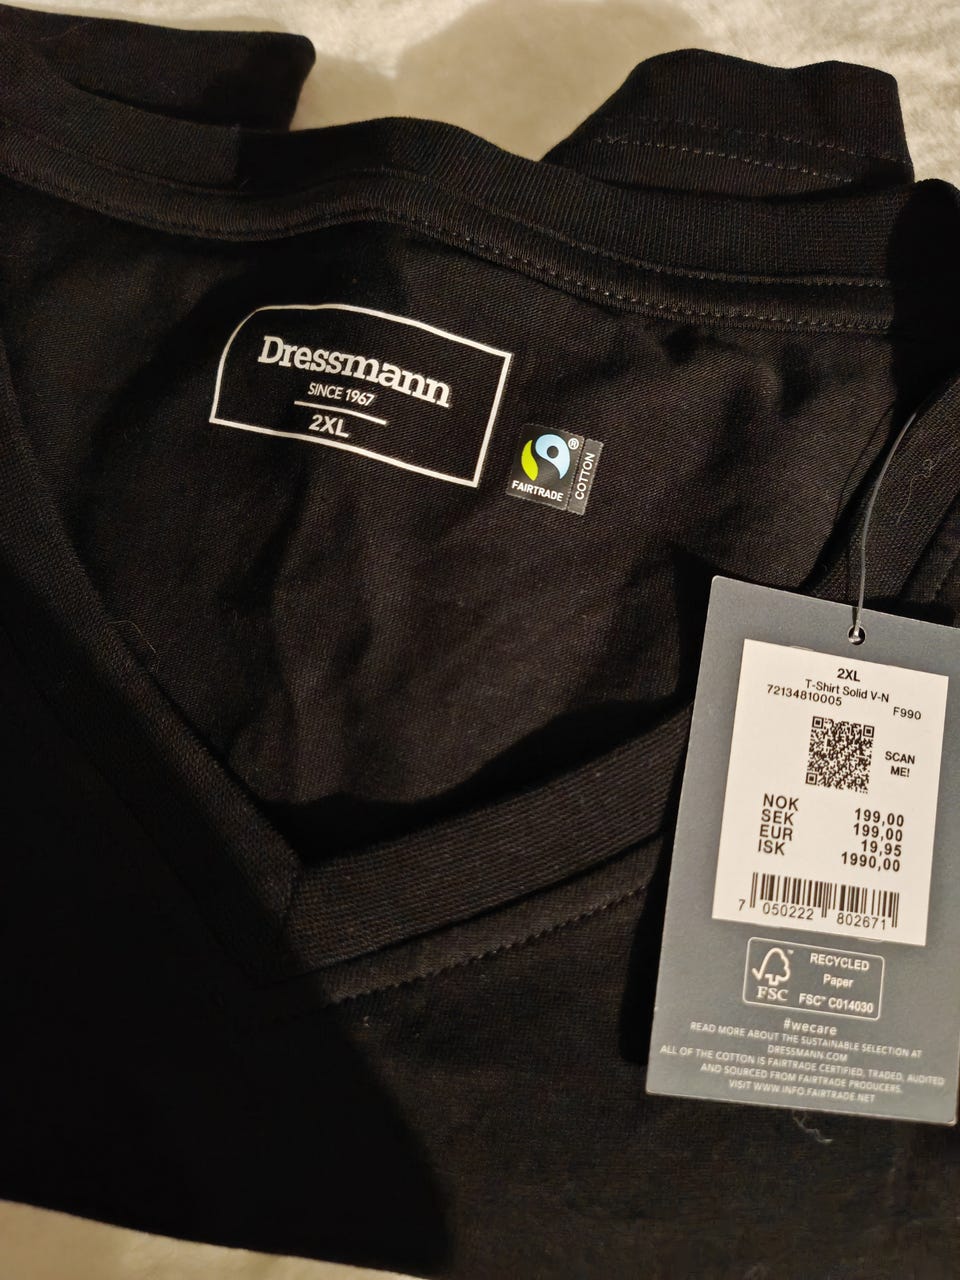 Dressmann
SINCE 1967
2XL
FAIRTRADE ®
COTTON
2XL
T-Shirt Solid V-N
72134810005
F990
SCAN
ME!
NOK 199,00
SEK 199,00
EUR 19,95
ISK 1990,00
7 050222 802671
FSC™
RECYCLED
Paper
FSC™ C014030
#wecare
READ MORE ABOUT THE SUSTAINABLE SELECTION AT
DRESSMANN.COM
ALL OF THE COTTON IS FAIRTRADE CERTIFIED, TRADED, AUDITED
AND SOURCED FROM FAIRTRADE PRODUCERS.
VISIT WWW.INFO.FAIRTRADE.NET